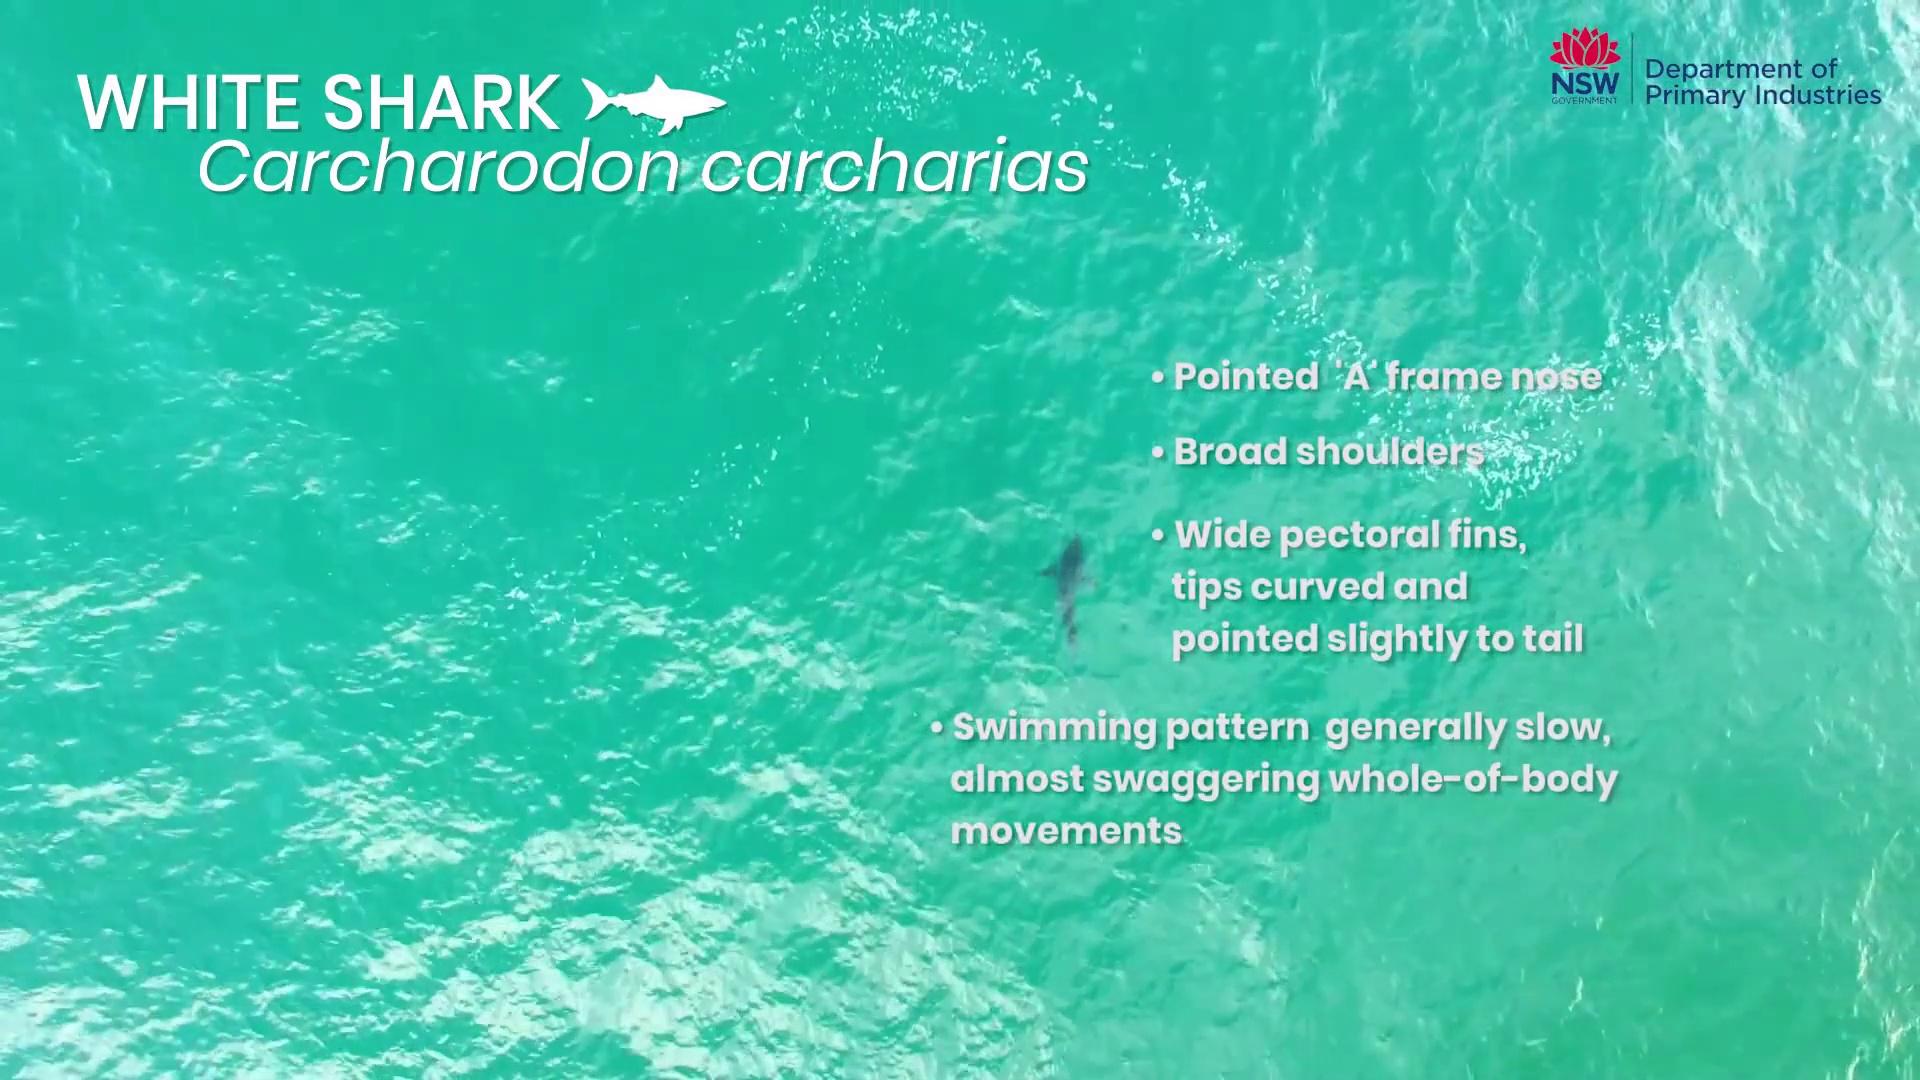 WHITE SHARK
Carcharodon carcharias
NSW
GOVERNMENT
Department of
Primary Industries
• Pointed 'A' frame nose
• Broad shoulders
• Wide pectoral fins,
tips curved and
pointed slightly to tail
• Swimming pattern generally slow,
almost swaggering whole-of-body
movements